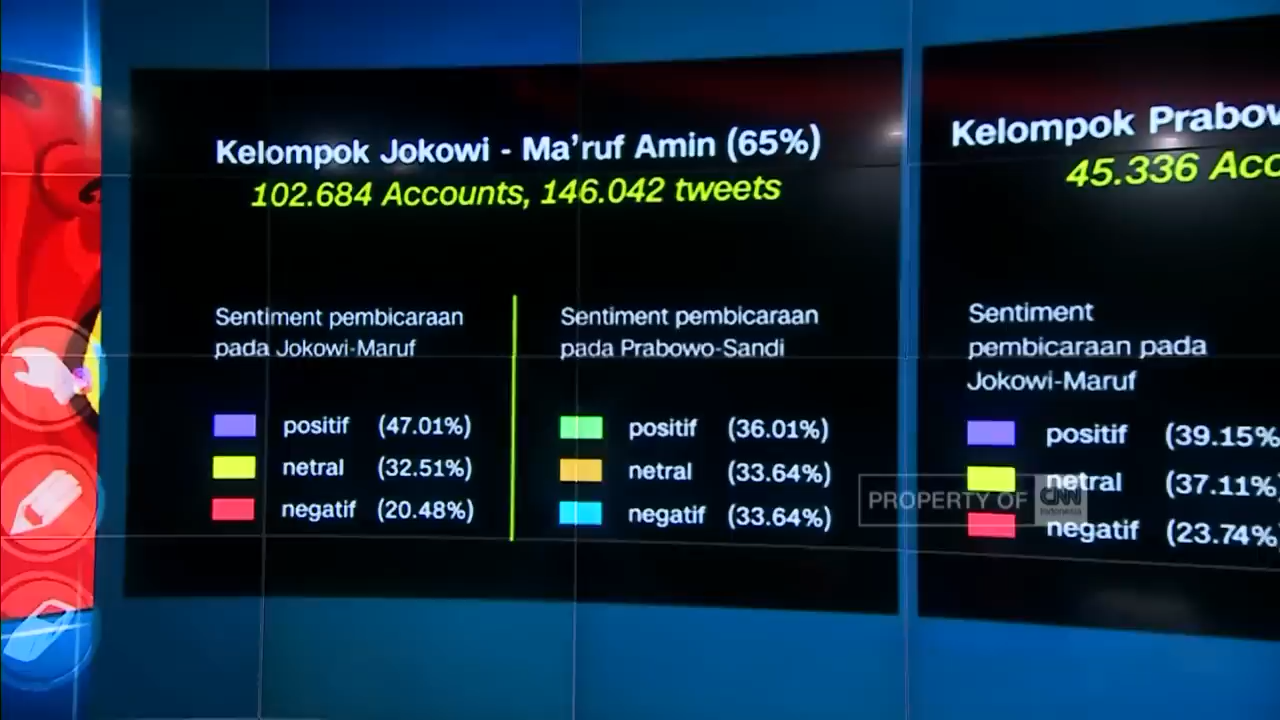 Kelompok Jokowi - Ma'ruf Amin (65%)
102.684 Accounts, 146.042 tweets
Sentiment pembicaraan
pada Jokowi-Maruf
positif (47.01%)
netral (32.51%)
negatif (20.48%)
Sentiment pembicaraan
pada Prabowo-Sandi
positif (36.01%)
netral (33.64%)
negatif (33.64%)
Kelompok
45.336
Sentiment
pembicaraan pada
Jokowi-Maruf
positif (39.15%
netral (37.11%
negatif (23.74%
PROPERTY OF CNN
Indonesia